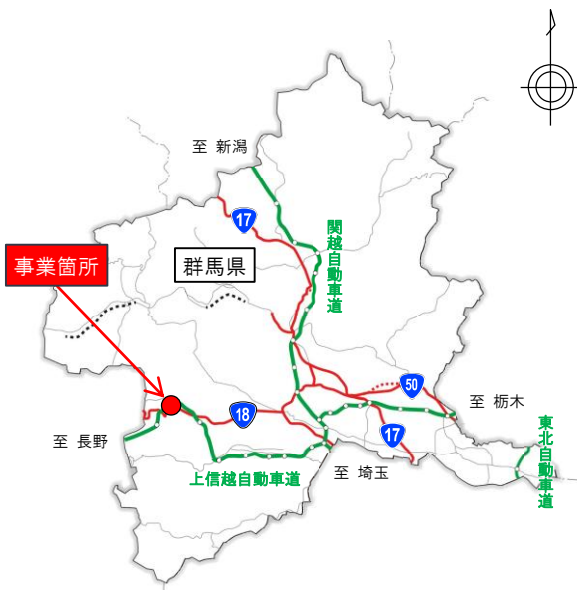 至 新潟
17
関越自動車道
事業箇所
群馬県
50
至 栃木
18
17
東北自動車道
至 長野
上信越自動車道
至 埼玉